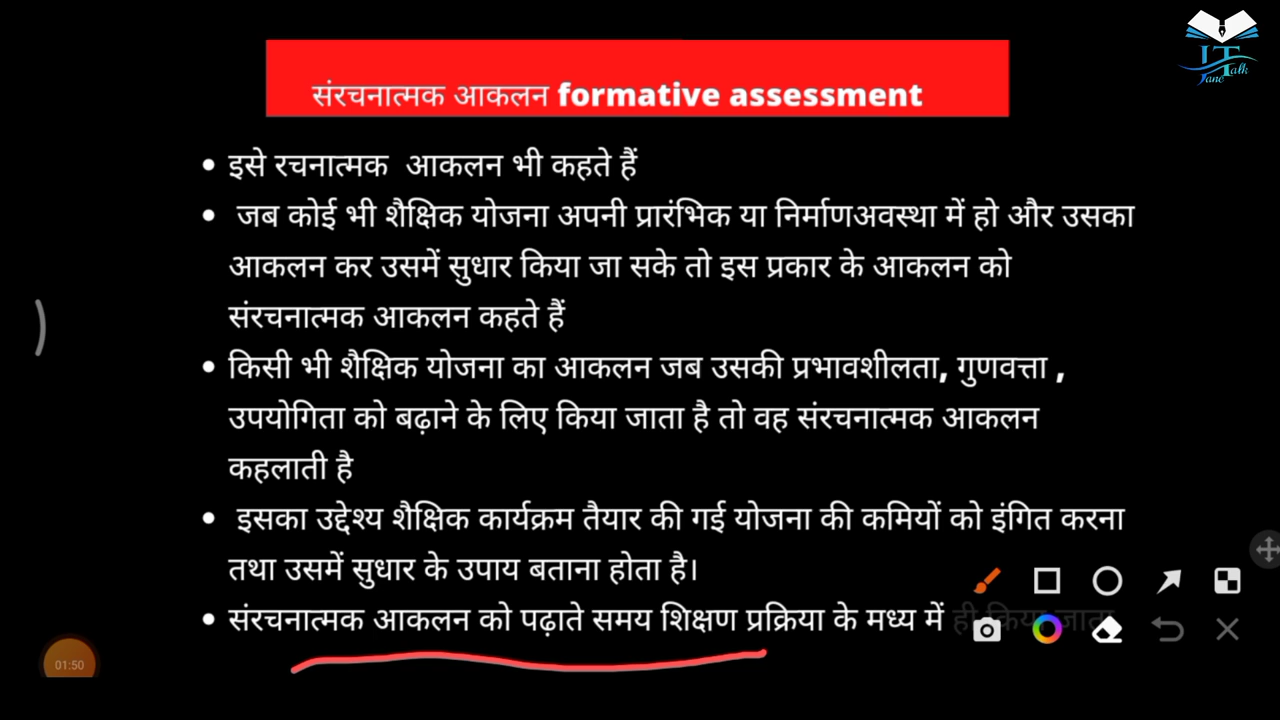 संरचनात्मक आकलन formative assessment
• इसे रचनात्मक आकलन भी कहते हैं
• जब कोई भी शैक्षिक योजना अपनी प्रारंभिक या निर्माणअवस्था में हो और उसका
आकलन कर उसमें सुधार किया जा सके तो इस प्रकार के आकलन को
संरचनात्मक आकलन कहते हैं
• किसी भी शैक्षिक योजना का आकलन जब उसकी प्रभावशीलता, गुणवत्ता ,
उपयोगिता को बढ़ाने के लिए किया जाता है तो वह संरचनात्मक आकलन
कहलाती है
• इसका उद्देश्य शैक्षिक कार्यक्रम तैयार की गई योजना की कमियों को इंगित करना
तथा उसमें सुधार के उपाय बताना होता है।
• संरचनात्मक आकलन को पढ़ाते समय शिक्षण प्रक्रिया के मध्य में ही किया जाता
01:50
Jane Talk